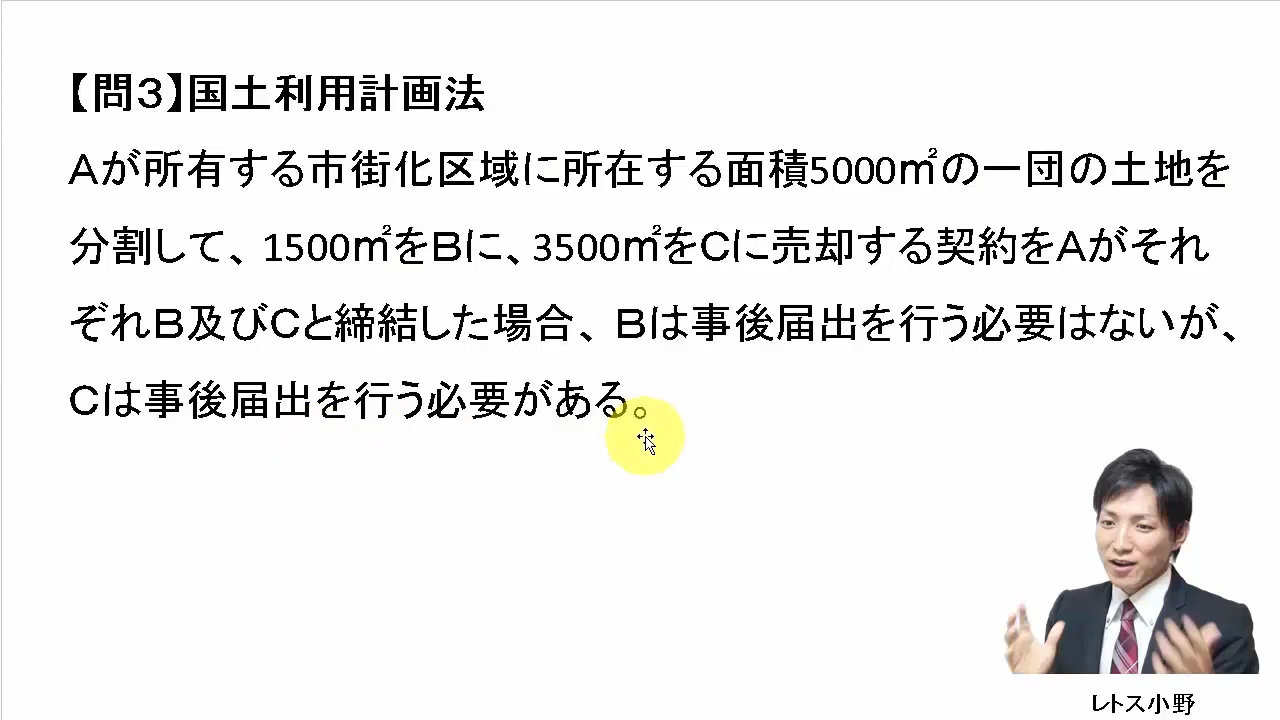 【問３】国土利用計画法
Ａが所有する市街化区域に所在する面積5000㎡の一団の土地を
分割して、1500㎡をＢに、3500㎡をＣに売却する契約をＡがそれ
ぞれＢ及びＣと締結した場合、Ｂは事後届出を行う必要はないが、
Ｃは事後届出を行う必要がある。
レトス小野